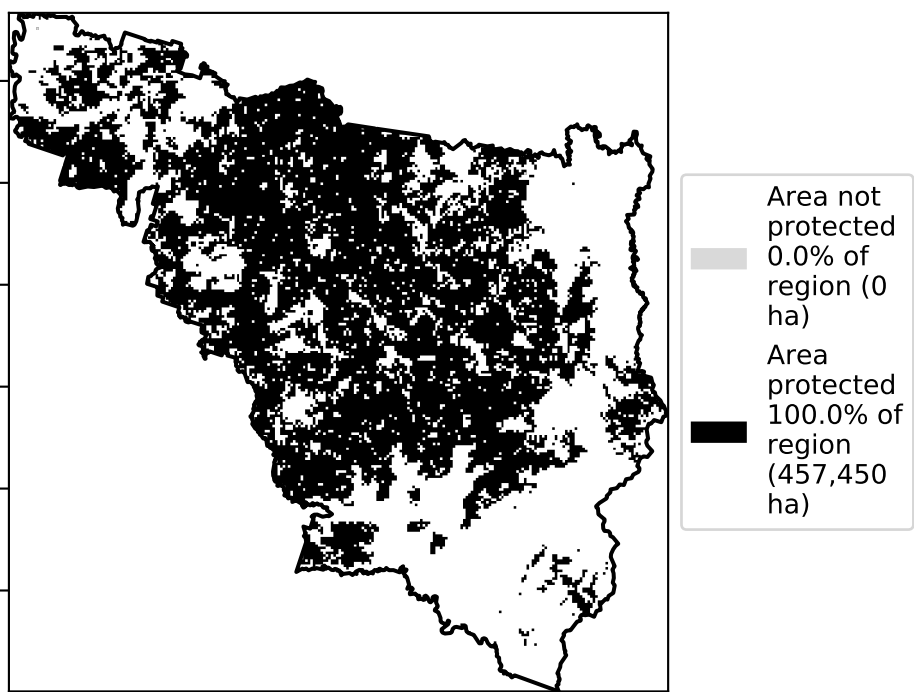 Area not
protected
0.0% of
region (0
ha)
Area
protected
100.0% of
region
(457,450
ha)